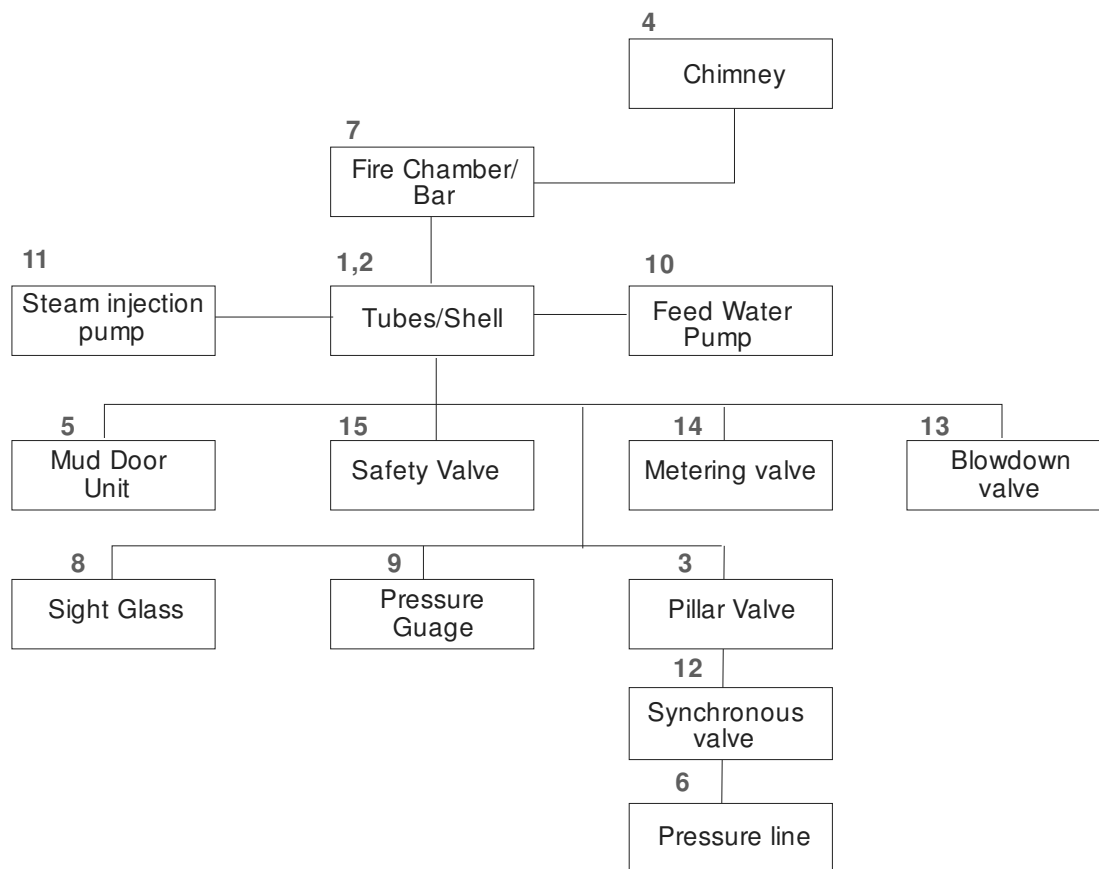 4
Chimney
7
Fire Chamber/
Bar
11
Steam injection
pump
1,2
Tubes/Shell
10
Feed Water
Pump
5
Mud Door
Unit
15
Safety Valve
14
Metering valve
13
Blowdown
valve
8
Sight Glass
9
Pressure
Guage
3
Pillar Valve
12
Synchronous
valve
6
Pressure line